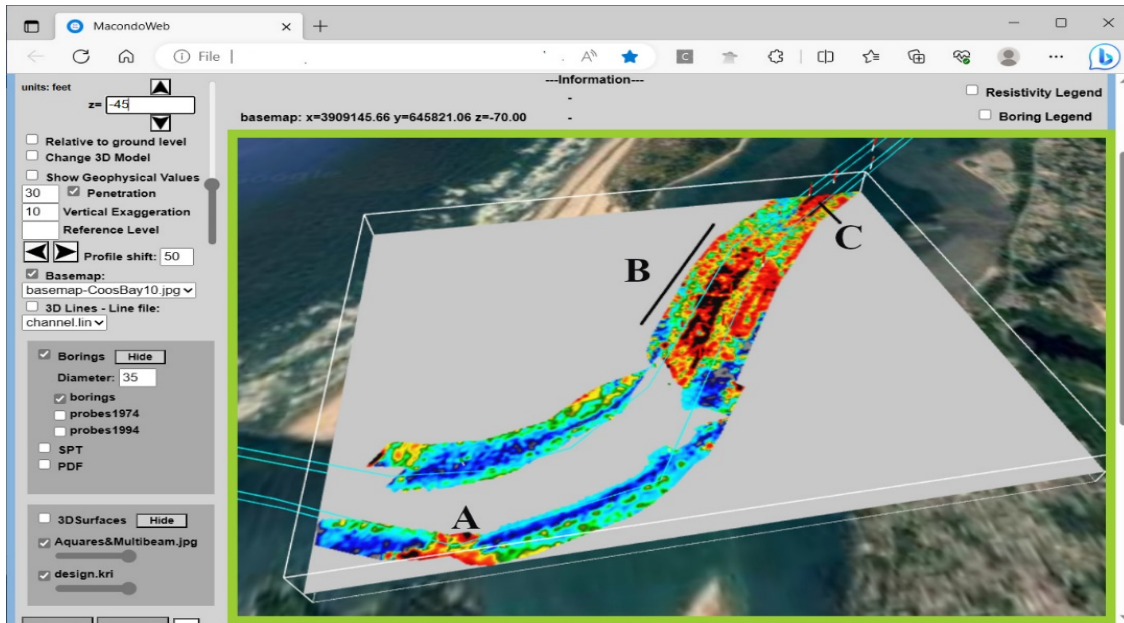 MacondoWeb
File
---Information---
-
basemap: x=3909145.66 y=645821.06 z=-70.00 -
Resistivity Legend
Boring Legend
units: feet
z= -45
Relative to ground level
Change 3D Model
Show Geophysical Values
30 Penetration
10 Vertical Exaggeration
Reference Level
Profile shift: 50
Basemap:
basemap-CoosBay10.jpg
3D Lines - Line file:
channel.lin
Borings Hide
Diameter: 35
borings
probes1974
probes1994
SPT
PDF
3DSurfaces Hide
Aquares&Multibeam.jpg
design.kri
A
B
C